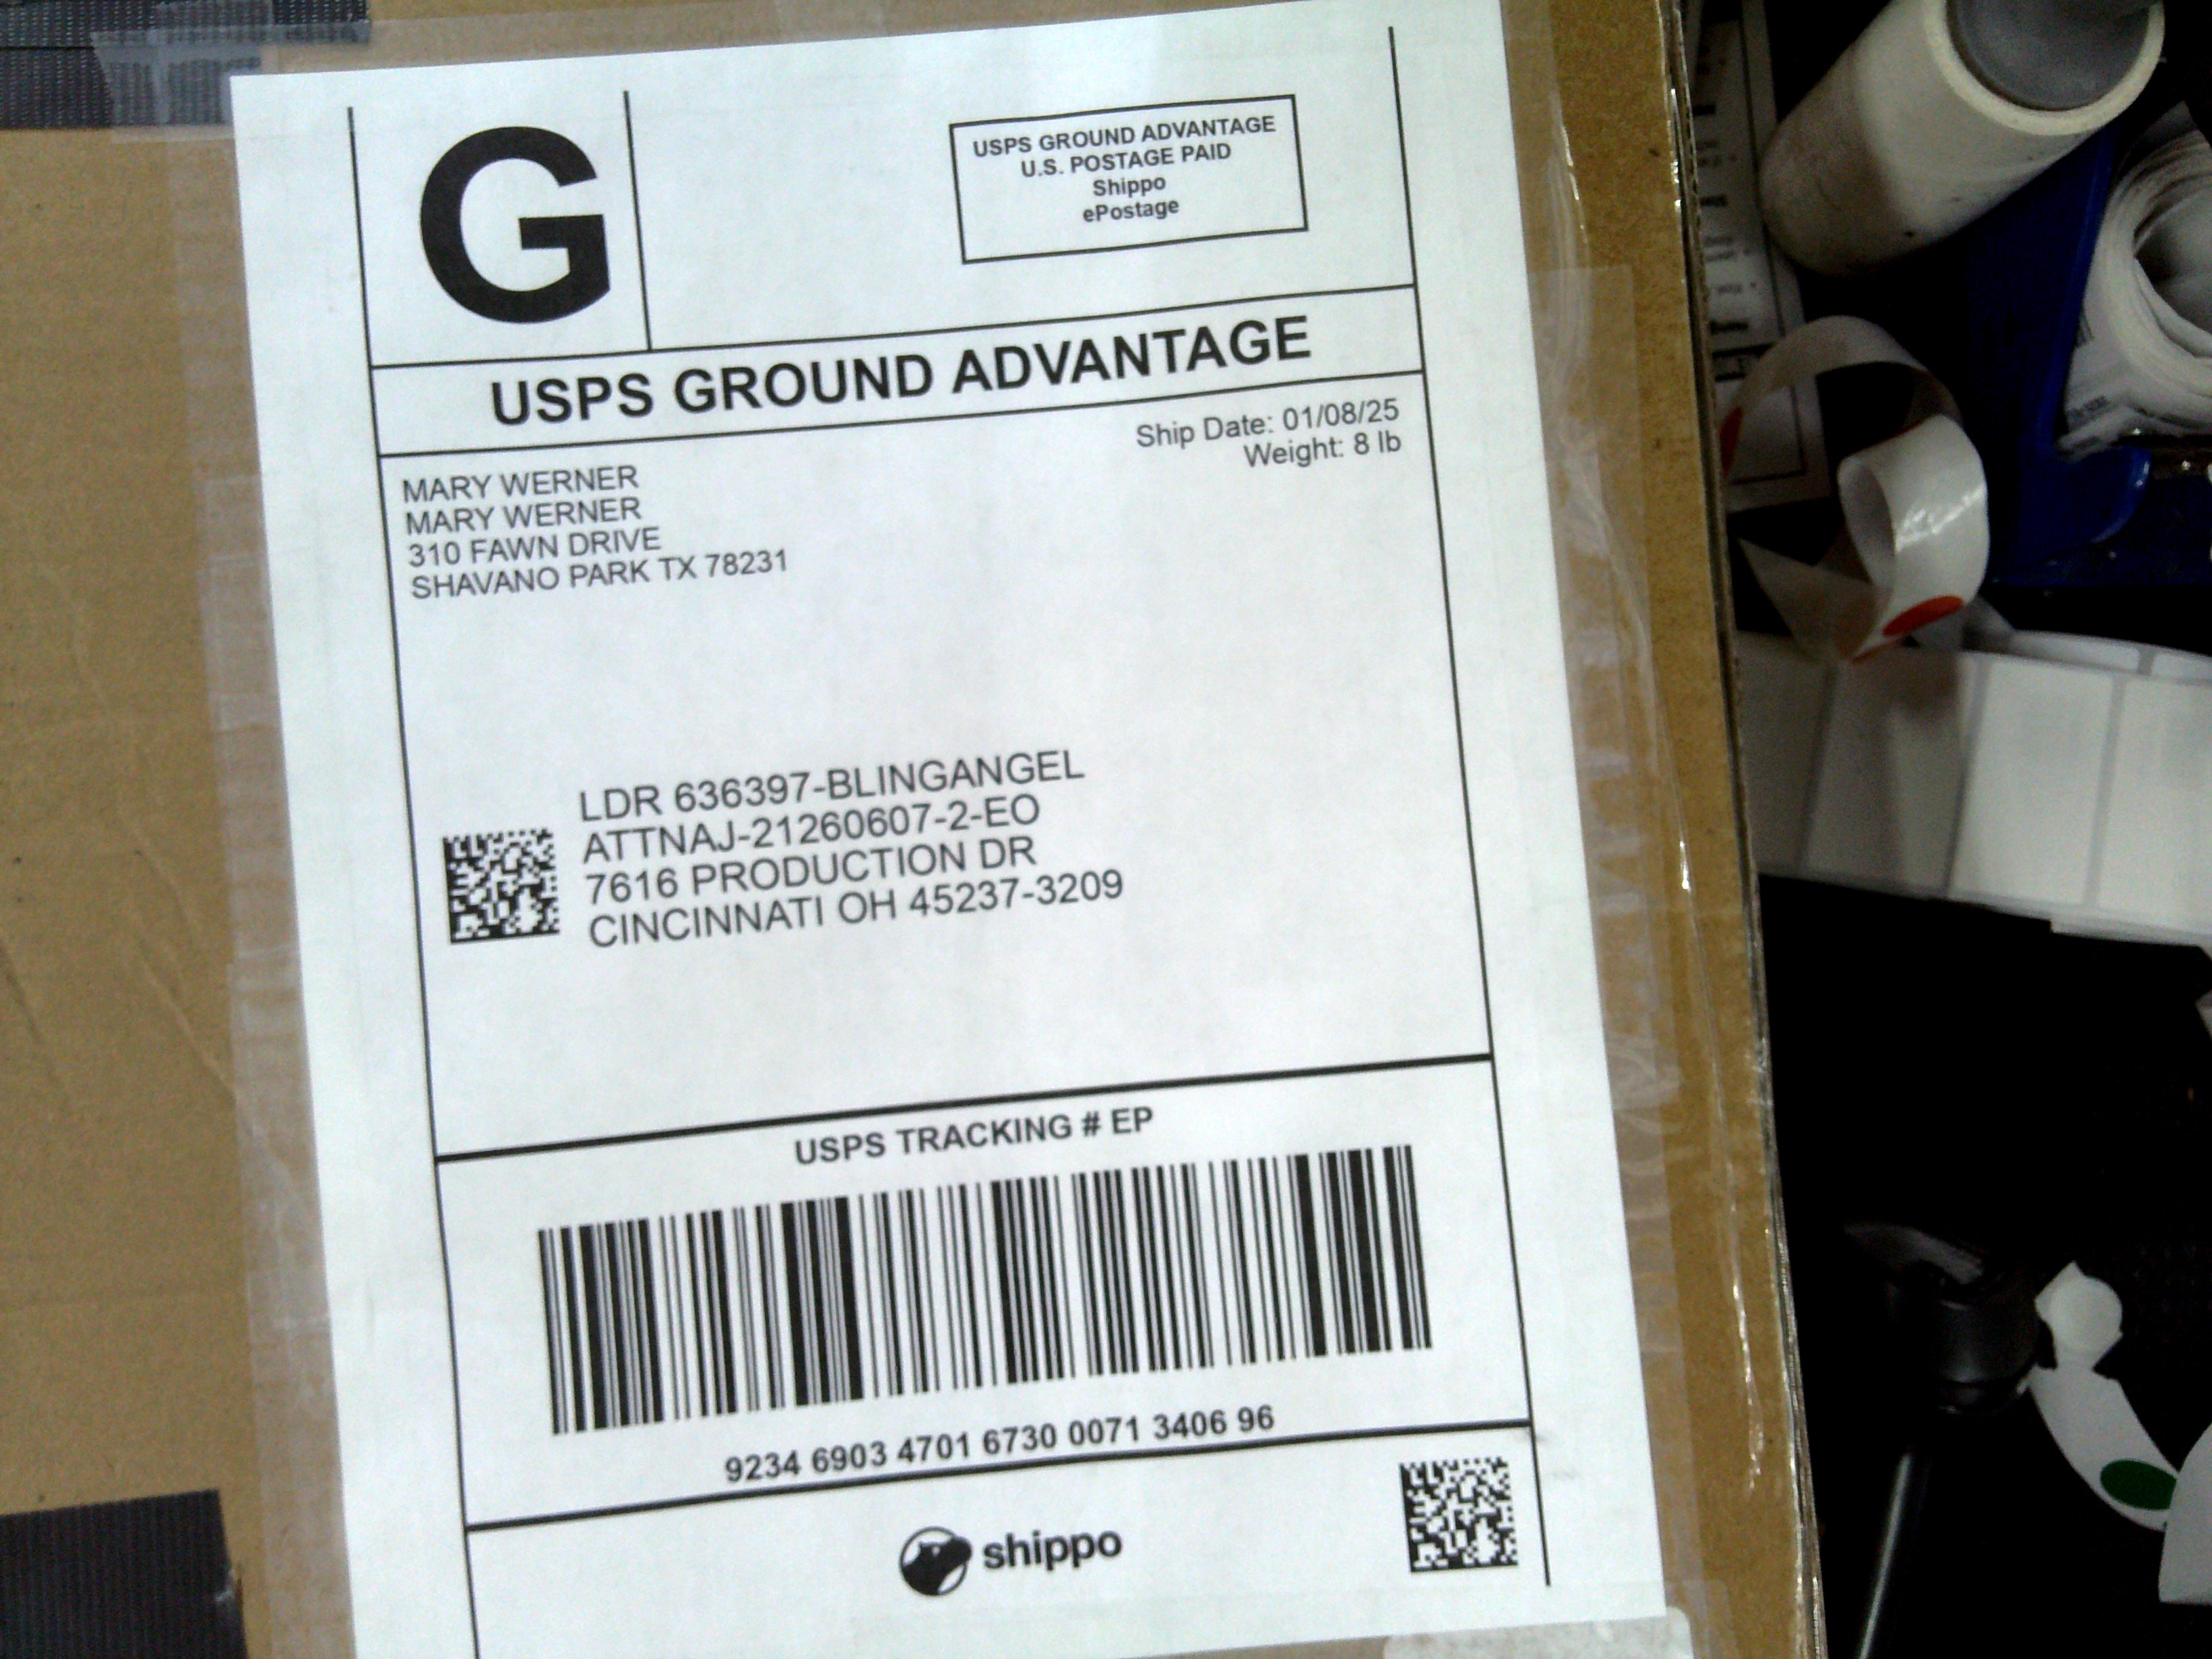 G
USPS GROUND ADVANTAGE
U.S. POSTAGE PAID
Shippo
ePostage
USPS GROUND ADVANTAGE
Ship Date: 01/08/25
Weight: 8 lb
MARY WERNER
MARY WERNER
310 FAWN DRIVE
SHAVANO PARK TX 78231
LDR 636397-BLINGANGEL
ATTNAJ-21260607-2-EO
7616 PRODUCTION DR
CINCINNATI OH 45237-3209
USPS TRACKING # EP
9234 6903 4701 6730 0071 3406 96
shippo